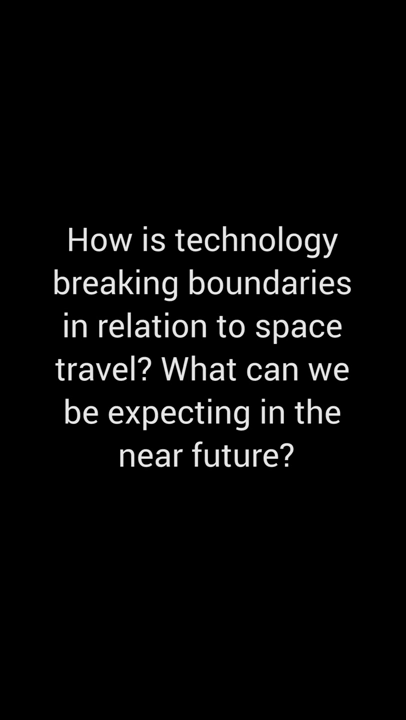 How is technology
breaking boundaries
in relation to space
travel? What can we
be expecting in the
near future?